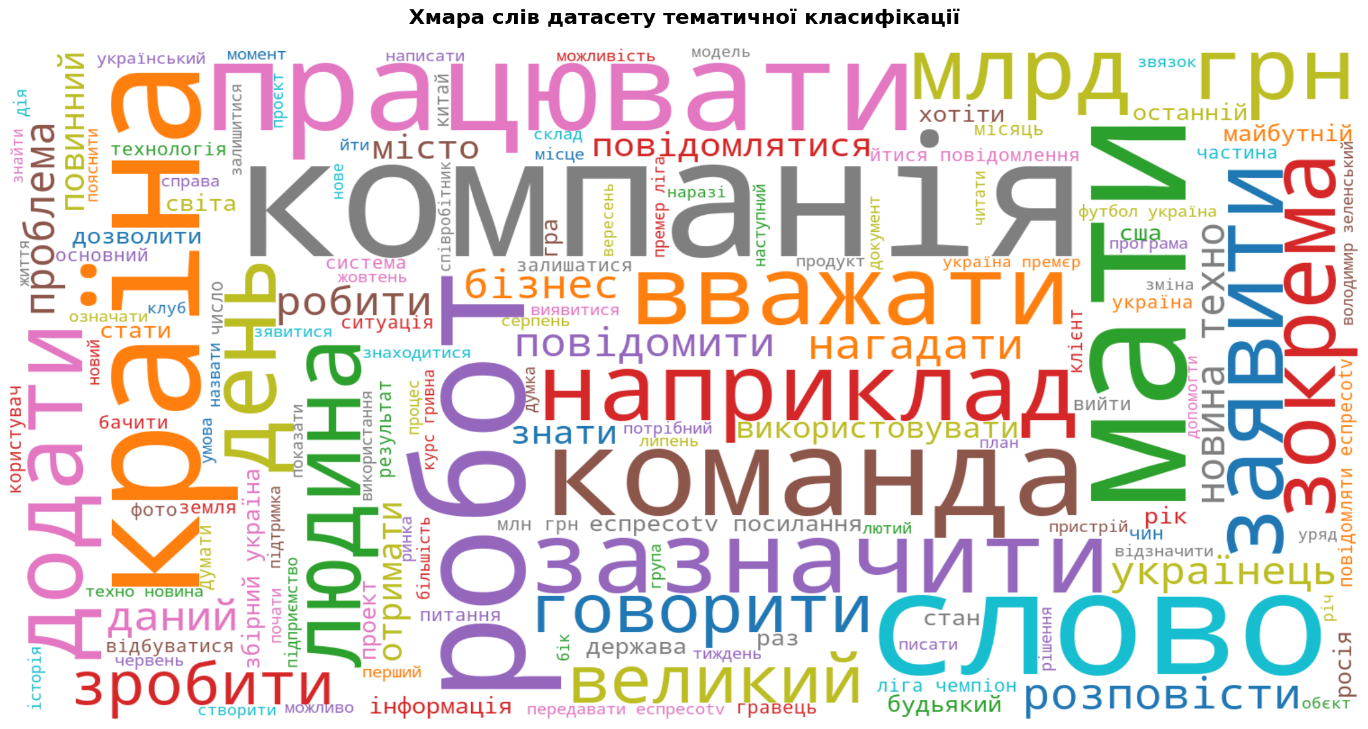 Хмара слів датасету тематичної класифікації
український
момент
написати
можливість
модель
звязок
працювати
млрд грн
країна
повинний
дія
знайти
пояснити
проблема
технологія
залишитися
проєкт
китай
хотіти
останній
місяць
майбутній
йти
місто
склад
місце
повідомлятися
йтися повідомлення
частина
справа
світа
нове
співробітник
компанія
гра
вересень
премєр ліга
наразі
наступний
документ
читати
мати
футбол україна
сша
програма
заявити
зокрема
володимир зеленський
дозволити
основний
життя
означати
клуб
стати
день
число
система
жовтень
залишатися
продукт
україна премєр
зміна
україна
новина техно
робити
бізнес
вважати
виявитися
серпень
ситуація
зявитися
назвати
новий
додати
людина
знаходитися
робот
повідомити
нагадати
клієнт
допомогти
користувач
бачити
умова
показати
використання
результат
процес
курс гривна
думка
наприклад
вийти
знати
потрібний
липень
використовувати
план
команда
повідомляти еспресотv
фото
земля
думати
збірний україна
підтримка
отримати
ринка
більшість
млн грн
еспресотv посилання
лютий
пристрій
рік
чин
відзначити
уряд
техно новина
даний
почати
підприємство
проект
питання
зазначити
група
українець
говорити
слово
стан
писати
рішення
річ
росія
відбуватися
червень
історія
зробити
створити
можливо
перший
інформація
бік
держава
тиждень
раз
великий
передавати еспресотv
гравець
ліга чемпіон
будьякий
розповісти
обєкт